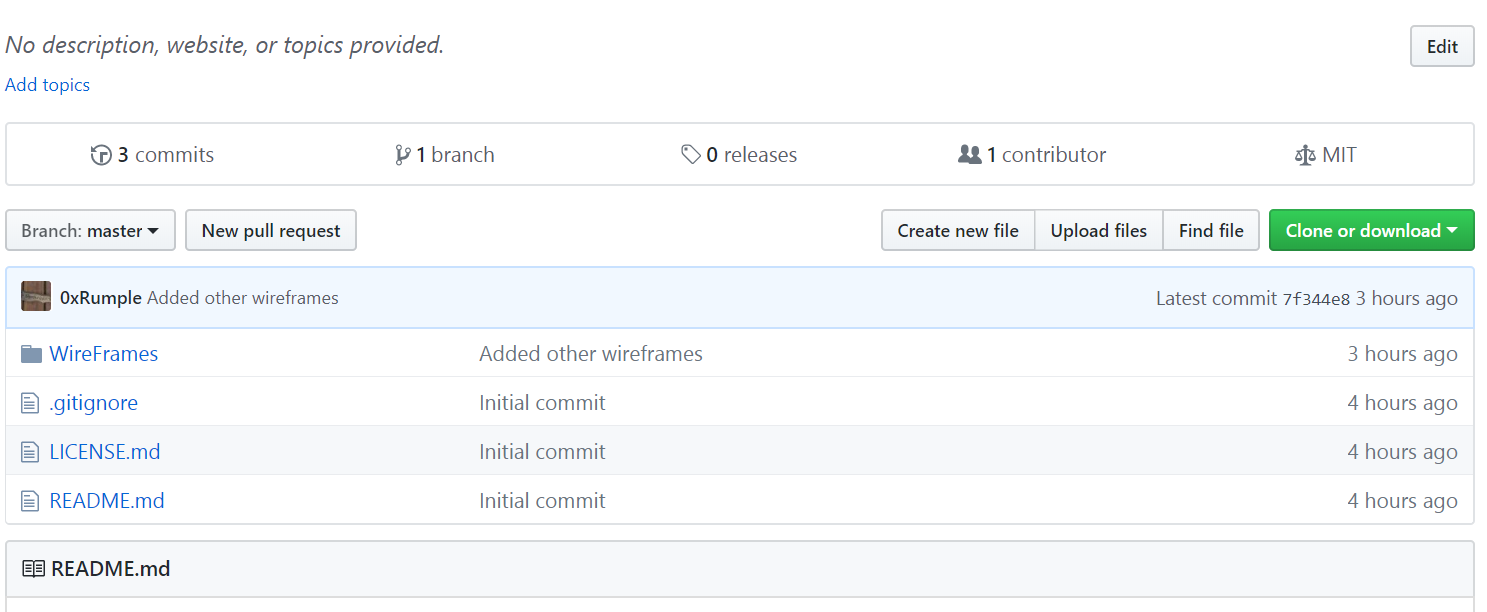 No description, website, or topics provided.
Edit
Add topics
3 commits
1 branch
0 releases
1 contributor
MIT
Branch: master
New pull request
Create new file
Upload files
Find file
Clone or download
0xRumple Added other wireframes
Latest commit 7f344e8 3 hours ago
WireFrames Added other wireframes 3 hours ago
.gitignore Initial commit 4 hours ago
LICENSE.md Initial commit 4 hours ago
README.md Initial commit 4 hours ago
README.md